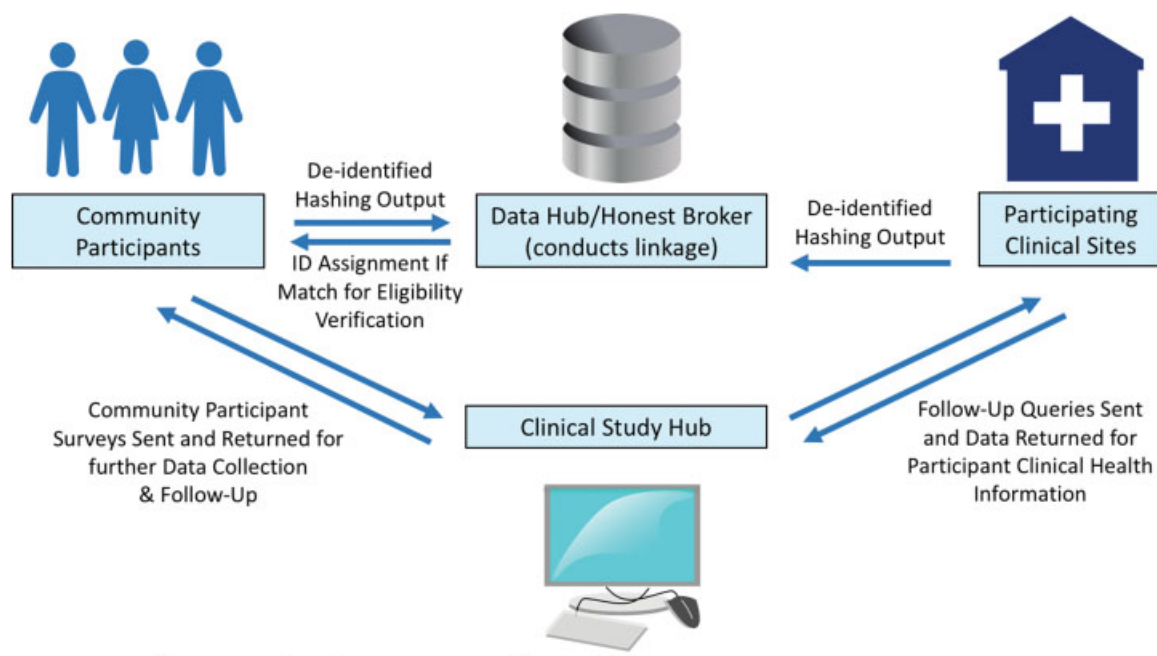 De-identified
Hashing Output
Community
Participants
Data Hub/Honest Broker
(conducts linkage)
De-identified
Hashing Output
Participating
Clinical Sites
ID Assignment If
Match for Eligibility
Verification
Community Participant
Surveys Sent and Returned for
further Data Collection
& Follow-Up
Clinical Study Hub
Follow-Up Queries Sent
and Data Returned for
Participant Clinical Health
Information